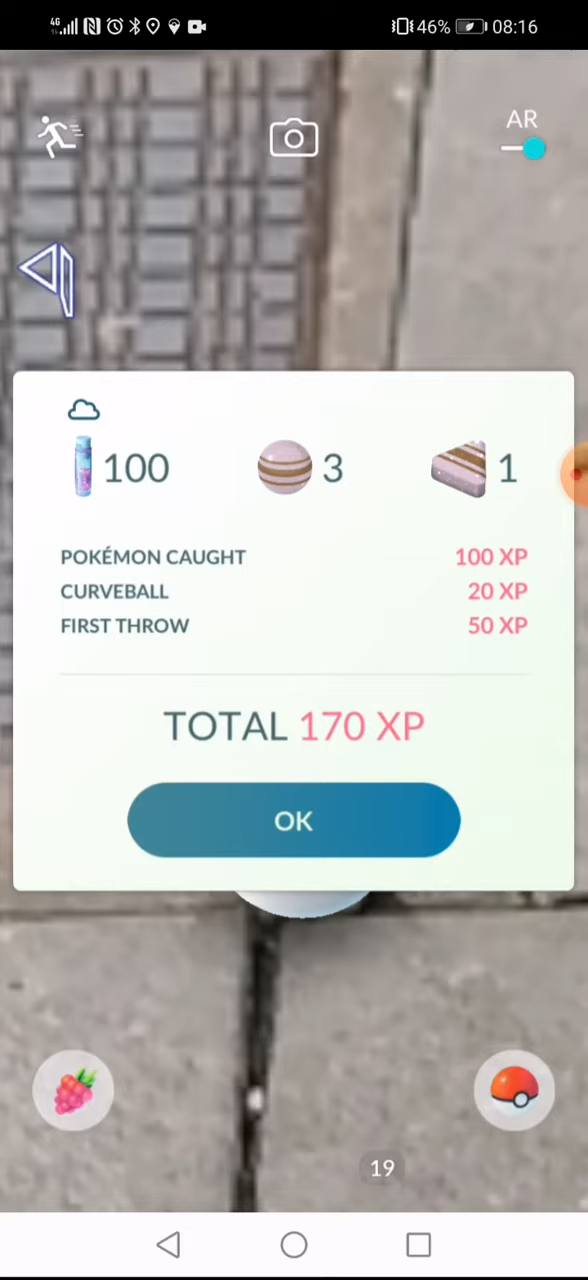 4G 46% 08:16
AR
100 3 1
POKÉMON CAUGHT 100 XP
CURVEBALL 20 XP
FIRST THROW 50 XP
TOTAL 170 XP
OK
19